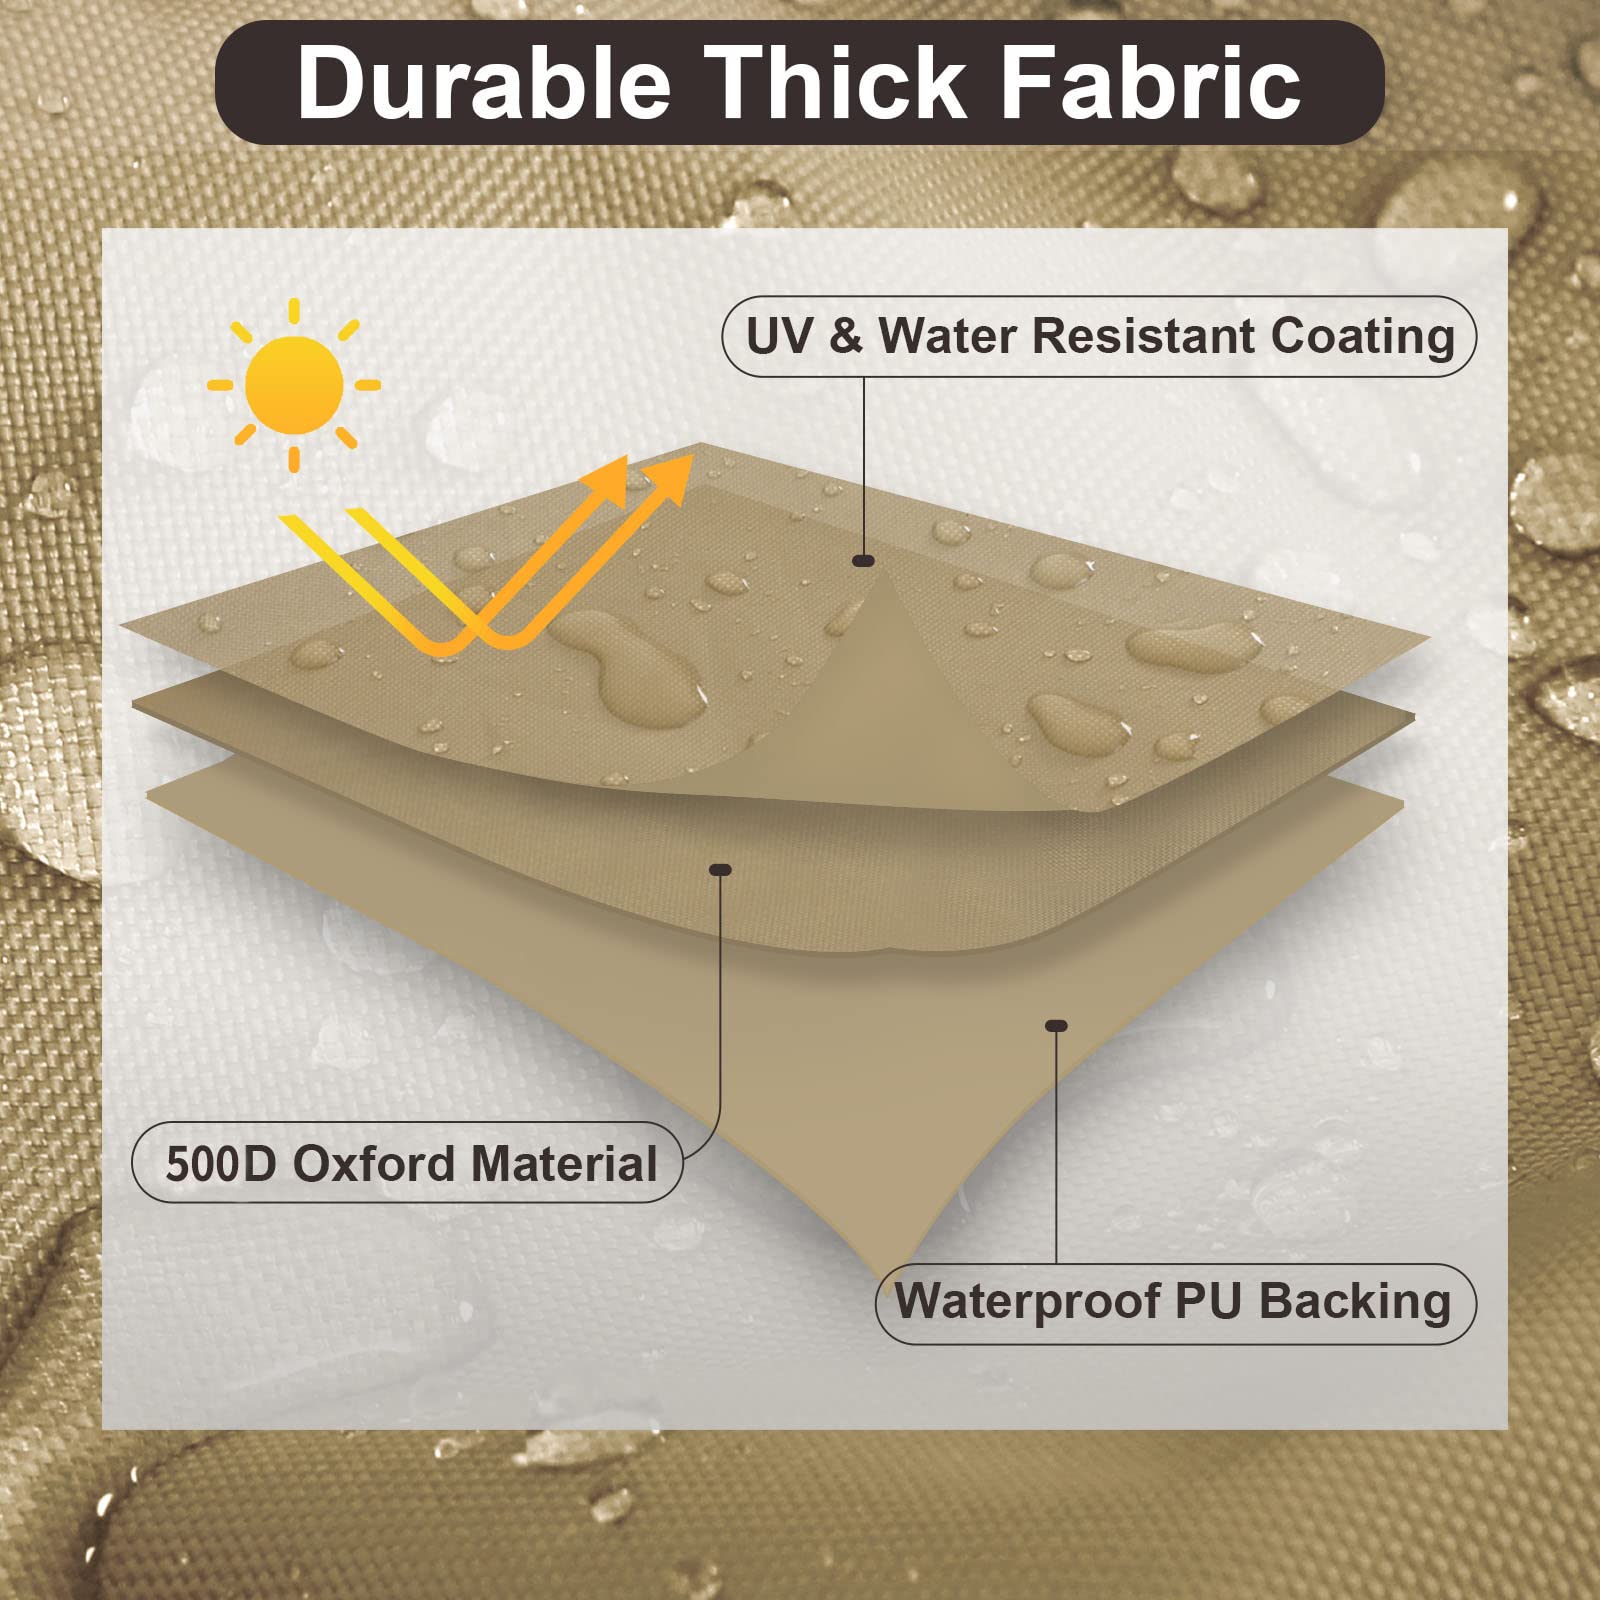 Durable Thick Fabric
UV & Water Resistant Coating
500D Oxford Material
Waterproof PU Backing